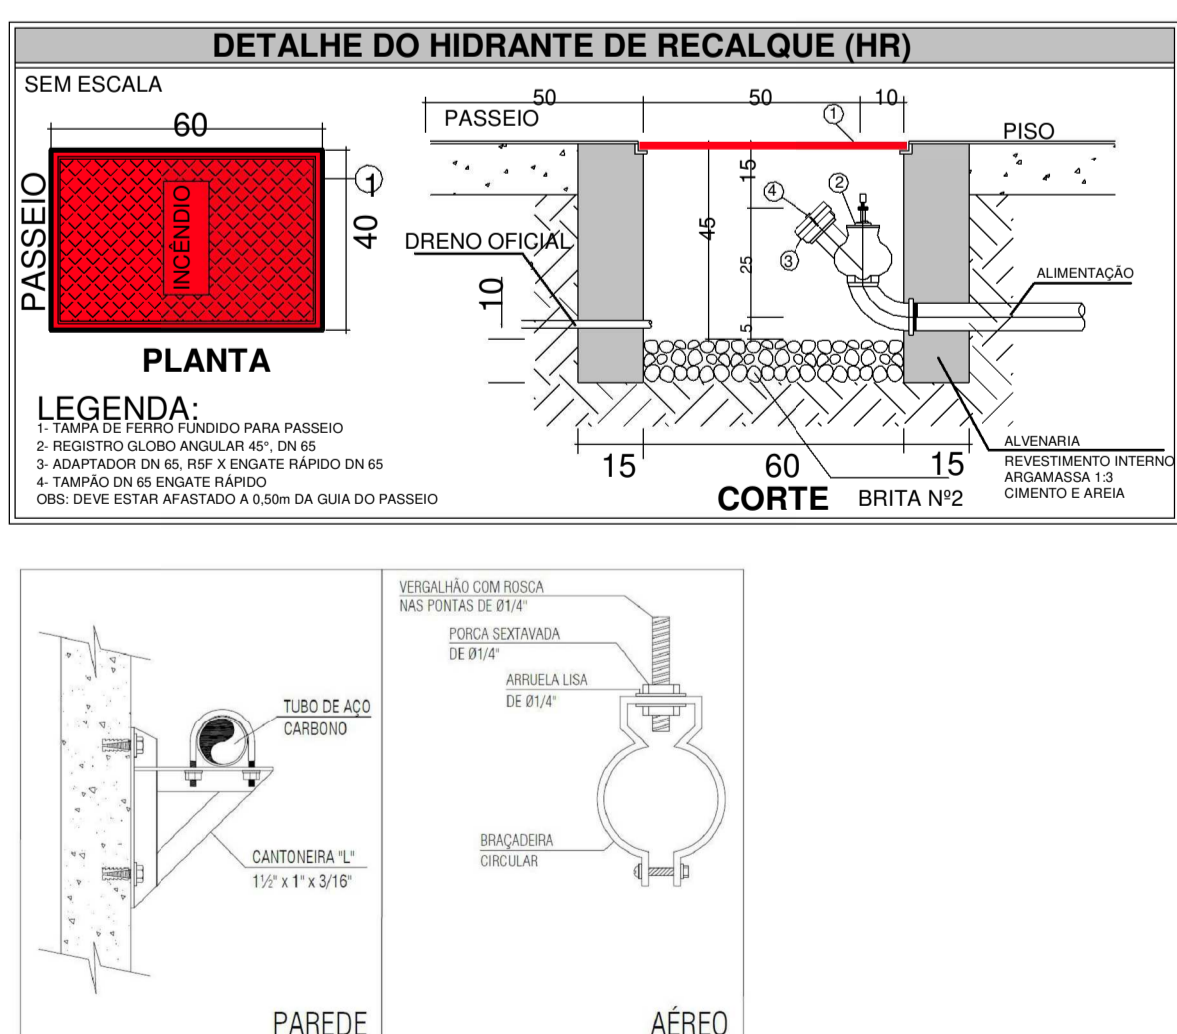 DETALHE DO HIDRANTE DE RECALQUE (HR)
SEM ESCALA
60
PASSEIO
INCÊNDIO
1
40
PLANTA
50
50
10
PASSEIO
1
PISO
15
4
2
45
DRENO OFICIAL
3
25
ALIMENTAÇÃO
10
5
15
60
15
CORTE
BRITA Nº2
ALVENARIA
REVESTIMENTO INTERNO
ARGAMASSA 1:3
CIMENTO E AREIA
LEGENDA:
1- TAMPA DE FERRO FUNDIDO PARA PASSEIO
2- REGISTRO GLOBO ANGULAR 45°, DN 65
3- ADAPTADOR DN 65, R5F X ENGATE RÁPIDO DN 65
4- TAMPÃO DN 65 ENGATE RÁPIDO
OBS: DEVE ESTAR AFASTADO A 0,50m DA GUIA DO PASSEIO
TUBO DE AÇO
CARBONO
CANTONEIRA "L"
1½" x 1" x 3/16"
PAREDE
VERGALHÃO COM ROSCA
NAS PONTAS DE Ø1/4"
PORCA SEXTAVADA
DE Ø1/4"
ARRUELA LISA
DE Ø1/4"
BRAÇADEIRA
CIRCULAR
AÉREO